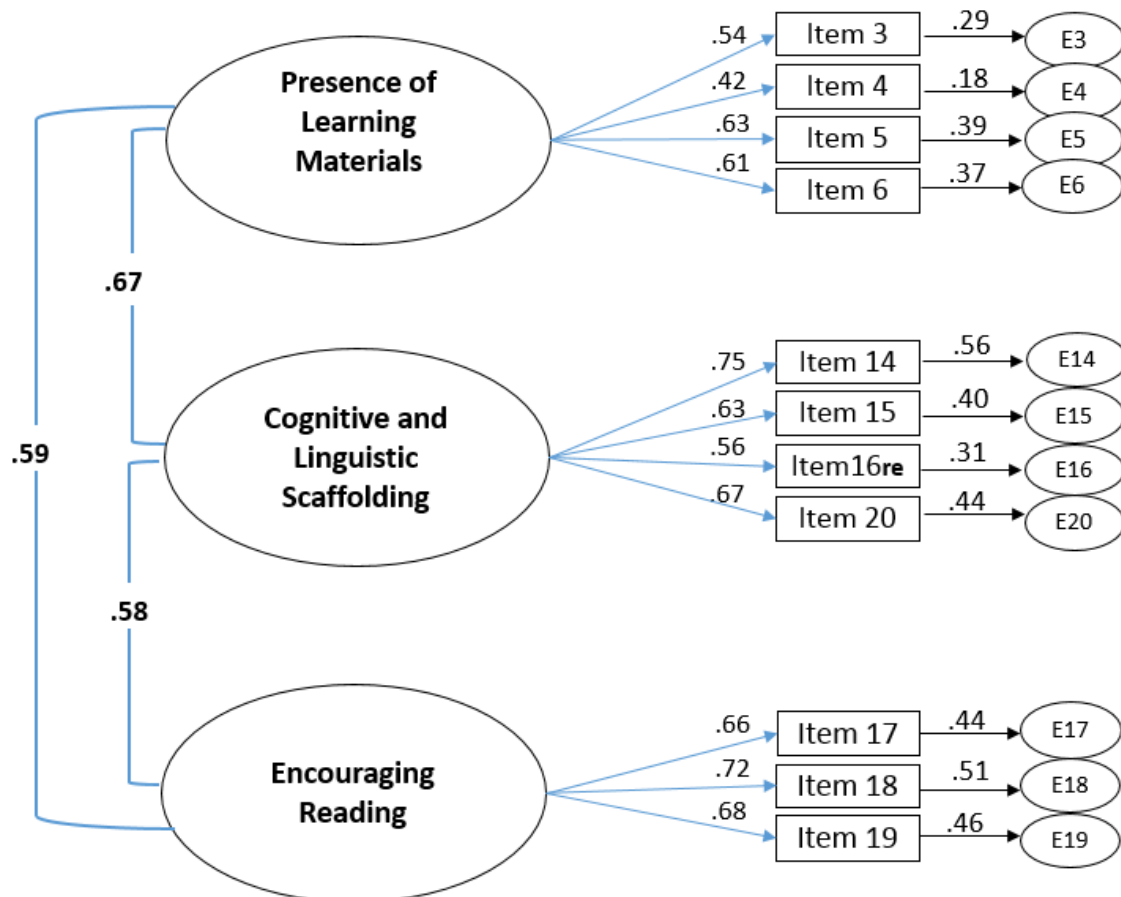 Presence of
Learning
Materials
.54
.42
.63
.61
Item 3
.29
E3
Item 4
.18
E4
Item 5
.39
E5
Item 6
.37
E6
.67
.59
.58
Cognitive and
Linguistic
Scaffolding
.75
.63
.56
.67
Item 14
.56
E14
Item 15
.40
E15
Item16re
.31
E16
Item 20
.44
E20
Encouraging
Reading
.66
.72
.68
Item 17
.44
E17
Item 18
.51
E18
Item 19
.46
E19